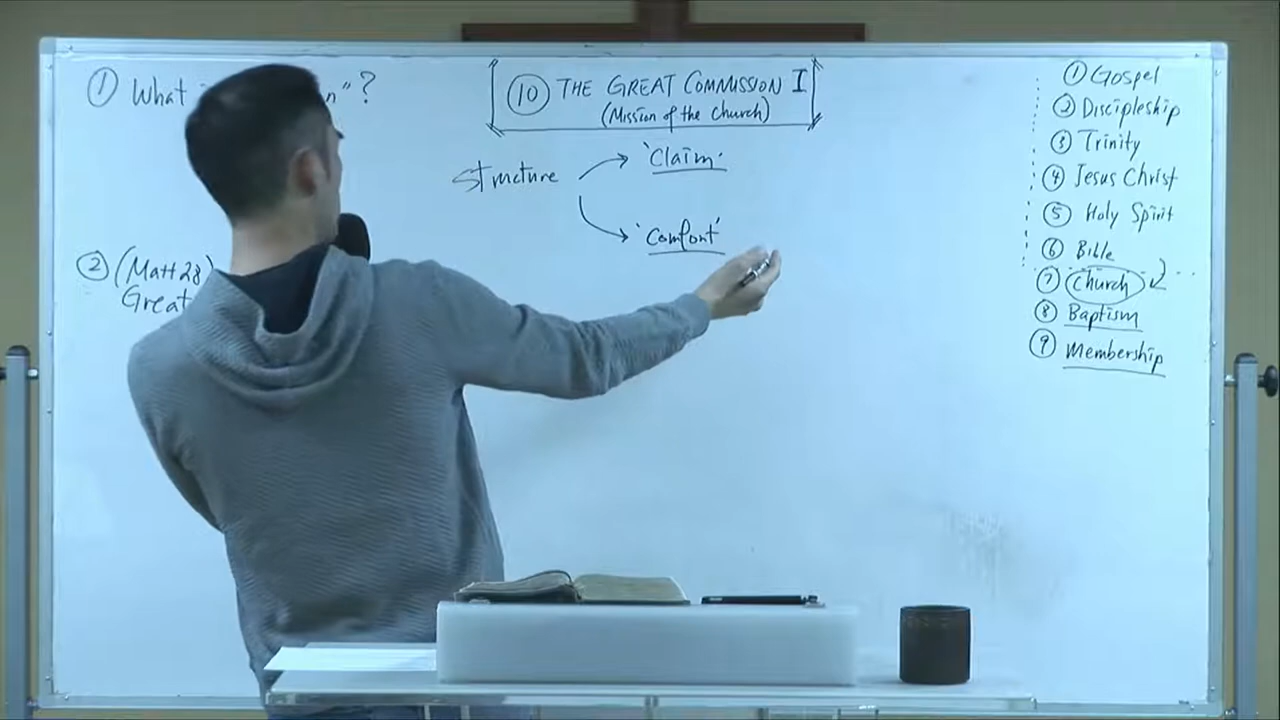 ① What "n"?
⑩ THE GREAT COMMISSION I
(Mission of the Church)
Structure
'Claim'
'Comfort'
② (Matt 28)
Great
① Gospel
② Discipleship
③ Trinity
④ Jesus Christ
⑤ Holy Spirit
⑥ Bible
⑦ Church
⑧ Baptism
⑨ Membership